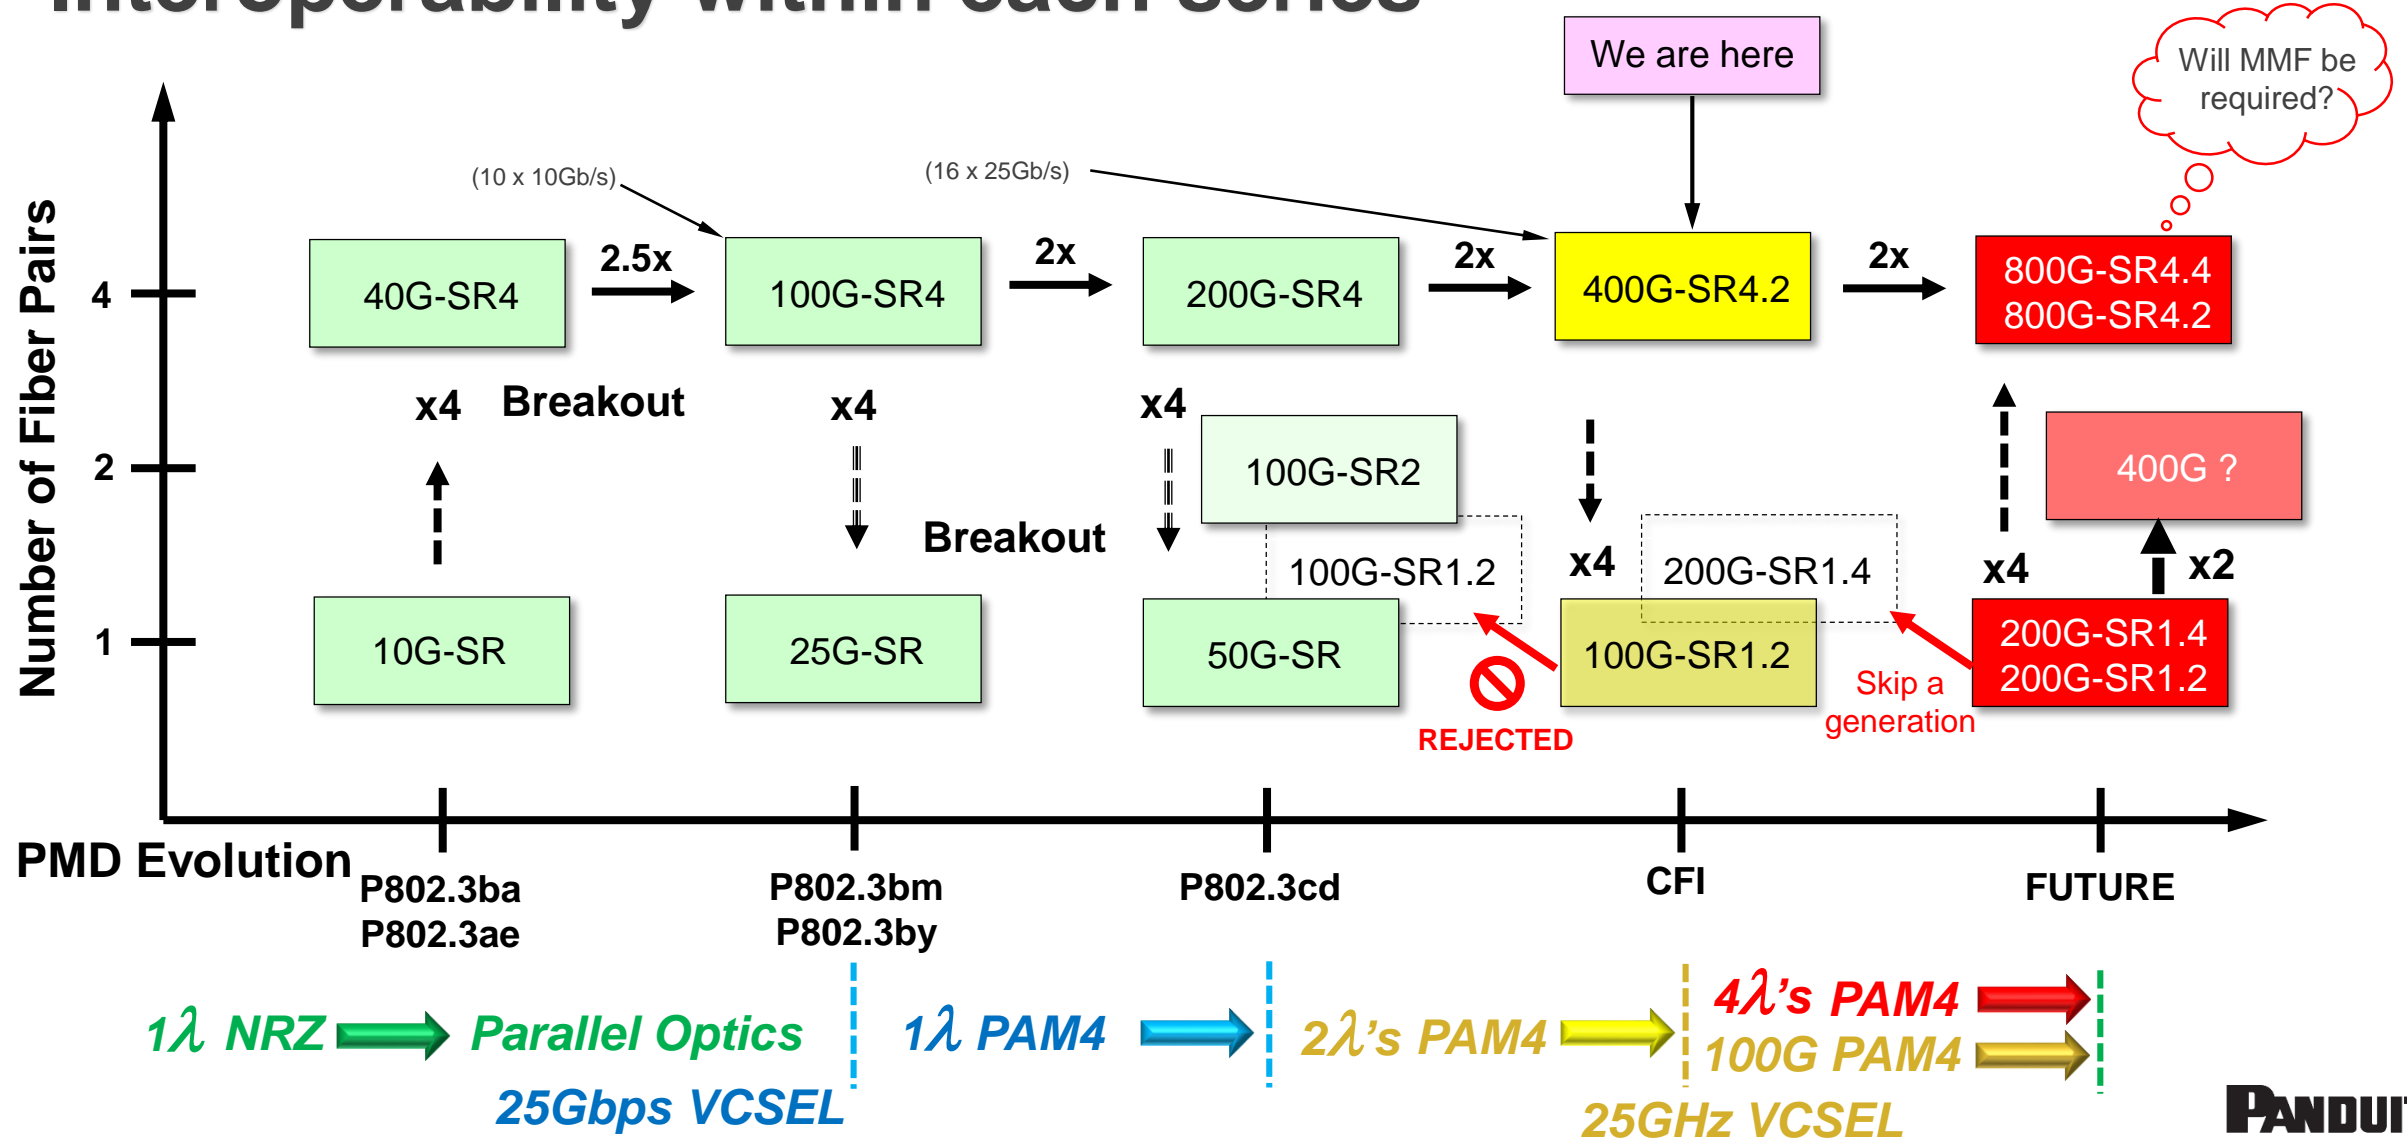 Interoperability within each series
We are here
Will MMF be
required?
(10 x 10Gb/s)
(16 x 25Gb/s)
Number of Fiber Pairs
4
2
1
40G-SR4
2.5x
100G-SR4
2x
200G-SR4
2x
400G-SR4.2
2x
800G-SR4.4
800G-SR4.2
x4
Breakout
x4
x4
100G-SR2
400G ?
Breakout
100G-SR1.2
x4
200G-SR1.4
x4
x2
10G-SR
25G-SR
50G-SR
100G-SR1.2
200G-SR1.4
200G-SR1.2
REJECTED
Skip a
generation
PMD Evolution
P802.3ba
P802.3ae
P802.3bm
P802.3by
P802.3cd
CFI
FUTURE
1λ NRZ
Parallel Optics
1λ PAM4
2λ's PAM4
4λ's PAM4
100G PAM4
25Gbps VCSEL
25GHz VCSEL
PANDUIT